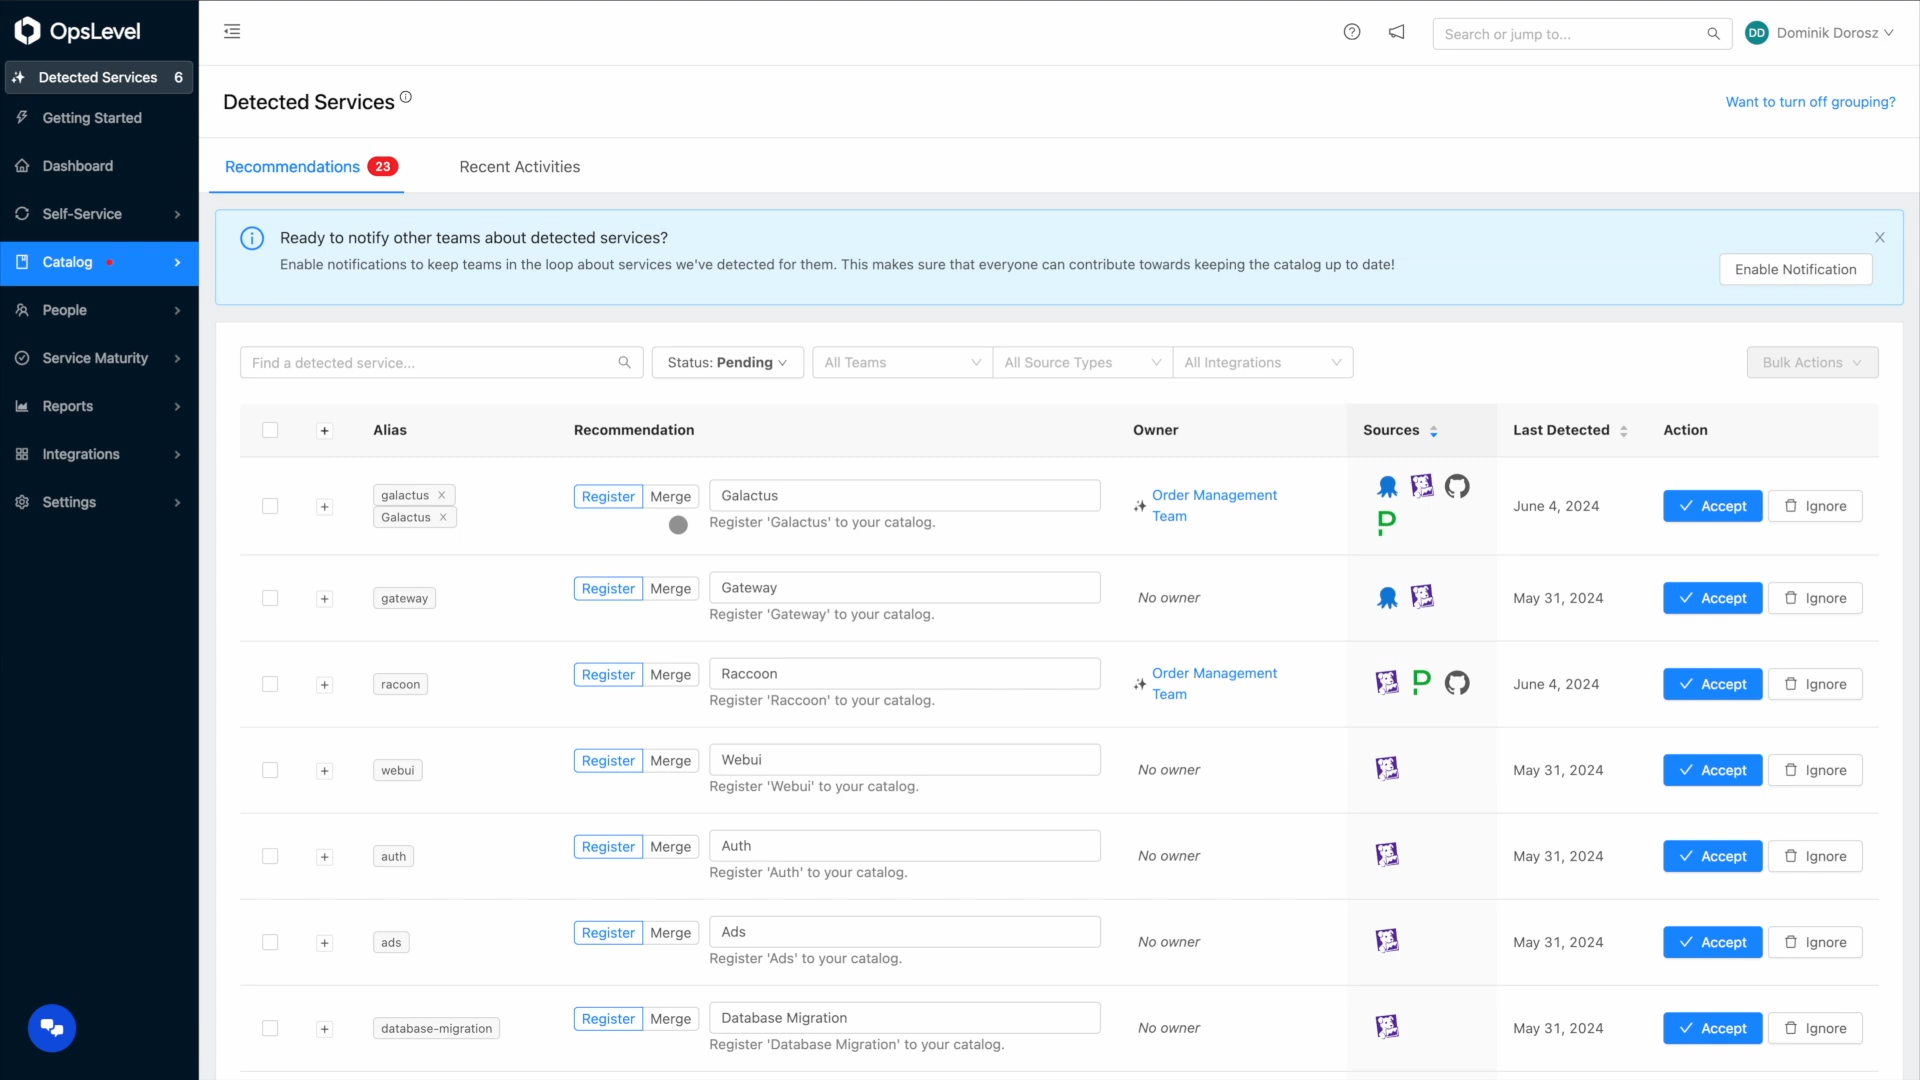 OpsLevel
Search or jump to...
DD Dominik Dorosz
Detected Services 6
Getting Started
Dashboard
Self-Service
Catalog
People
Service Maturity
Reports
Integrations
Settings
Detected Services
Want to turn off grouping?
Recommendations 23
Recent Activities
Ready to notify other teams about detected services?
Enable notifications to keep teams in the loop about services we've detected for them. This makes sure that everyone can contribute towards keeping the catalog up to date!
Enable Notification
Find a detected service...
Status: Pending
All Teams
All Source Types
All Integrations
Bulk Actions
Alias Recommendation Owner Sources Last Detected Action
galactus
Galactus
Register Merge Galactus
Register 'Galactus' to your catalog.
Order Management
Team
June 4, 2024 Accept Ignore
gateway Register Merge Gateway
Register 'Gateway' to your catalog.
No owner May 31, 2024 Accept Ignore
racoon Register Merge Raccoon
Register 'Raccoon' to your catalog.
Order Management
Team
June 4, 2024 Accept Ignore
webui Register Merge Webui
Register 'Webui' to your catalog.
No owner May 31, 2024 Accept Ignore
auth Register Merge Auth
Register 'Auth' to your catalog.
No owner May 31, 2024 Accept Ignore
ads Register Merge Ads
Register 'Ads' to your catalog.
No owner May 31, 2024 Accept Ignore
database-migration Register Merge Database Migration
Register 'Database Migration' to your catalog.
No owner May 31, 2024 Accept Ignore